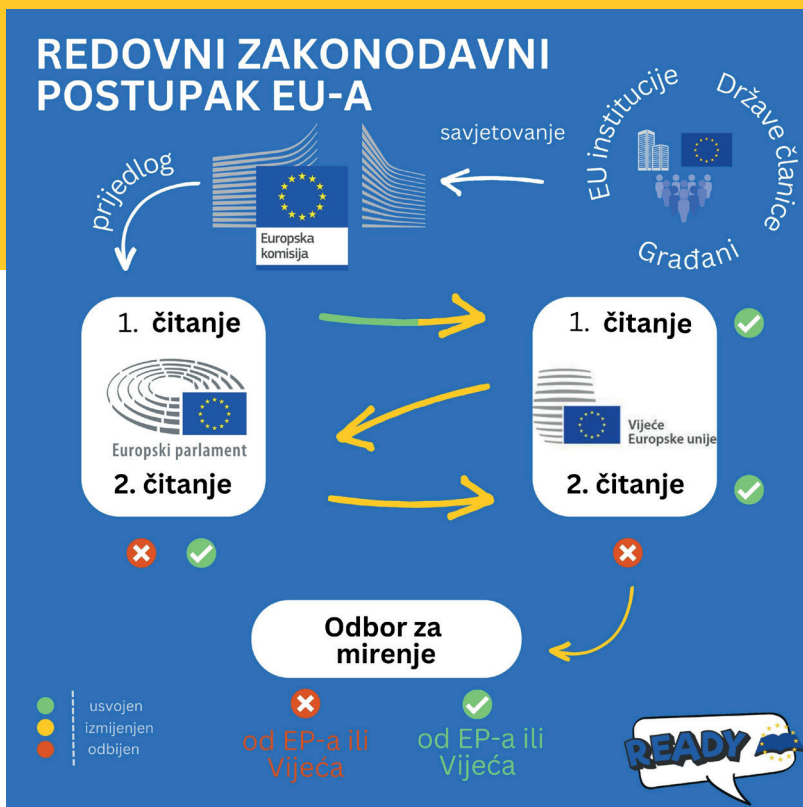 REDOVNI ZAKONODAVNI
POSTUPAK EU-A
savjetovanje
EU institucije
Države članice
Građani
prijedlog
Europska
komisija
1. čitanje
Europski parlament
2. čitanje
1. čitanje
Vijeće
Europske unije
2. čitanje
Odbor za
mirenje
od EP-a ili
Vijeća
od EP-a ili
Vijeća
usvojen
izmijenjen
odbijen
READY